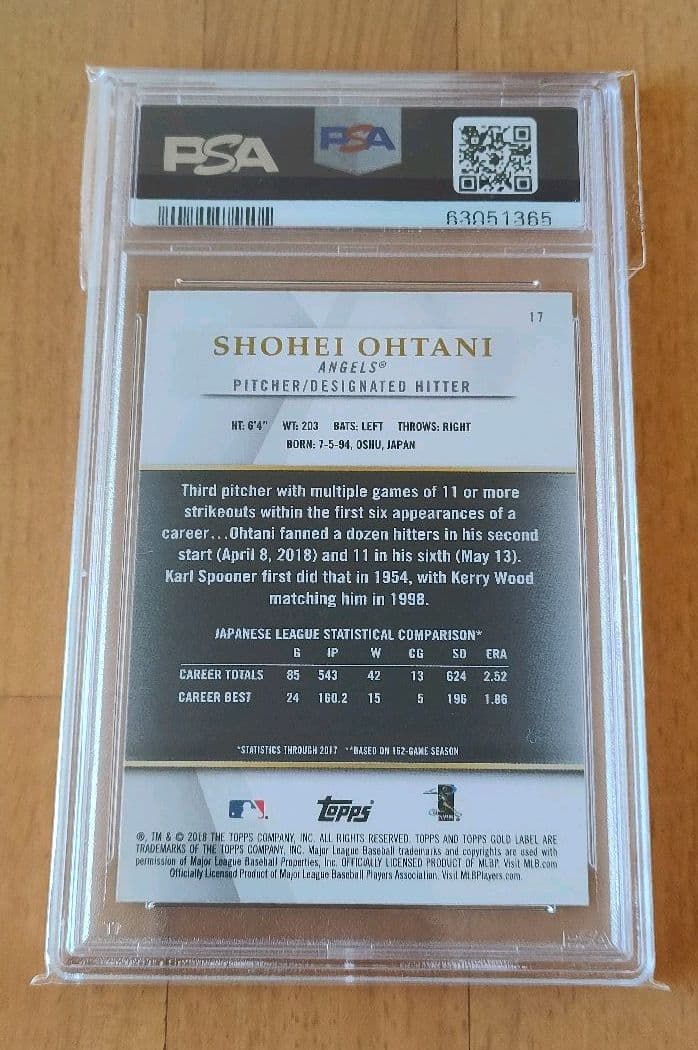 PSA
PSA
63051365
17
SHOHEI OHTANI
ANGELS®
PITCHER/DESIGNATED HITTER
HT: 6'4" WT: 203 BATS: LEFT THROWS: RIGHT
BORN: 7-5-94, OSHU, JAPAN
Third pitcher with multiple games of 11 or more
strikeouts within the first six appearances of a
career...Ohtani fanned a dozen hitters in his second
start (April 8, 2018) and 11 in his sixth (May 13).
Karl Spooner first did that in 1954, with Kerry Wood
matching him in 1998.
JAPANESE LEAGUE STATISTICAL COMPARISON*
G IP W CG SO ERA
CAREER TOTALS 85 543 42 13 624 2.52
CAREER BEST 24 160.2 15 5 196 1.86
*STATISTICS THROUGH 2017 **BASED ON 162-GAME SEASON
Topps®
®, TM & © 2018 THE TOPPS COMPANY, INC. ALL RIGHTS RESERVED. TOPPS AND TOPPS GOLD LABEL ARE
TRADEMARKS OF THE TOPPS COMPANY, INC. Major League Baseball trademarks and copyrights are used with
permission of Major League Baseball Properties, Inc. OFFICIALLY LICENSED PRODUCT OF MLBP. Visit MLB.com
Officially Licensed Product of Major League Baseball Players Association. Visit MLBPlayers.com.